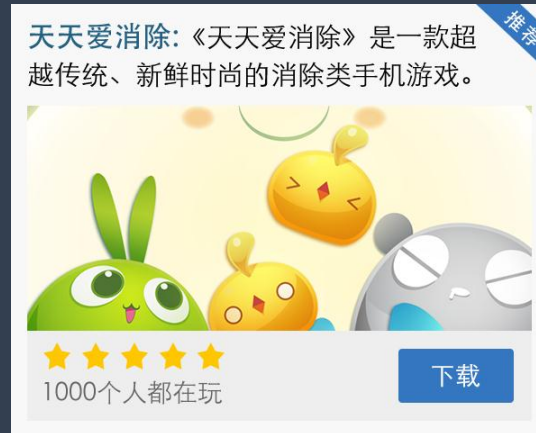 天天爱消除:《天天爱消除》是一款超
越传统、新鲜时尚的消除类手机游戏。
推荐
1000个人都在玩
下载